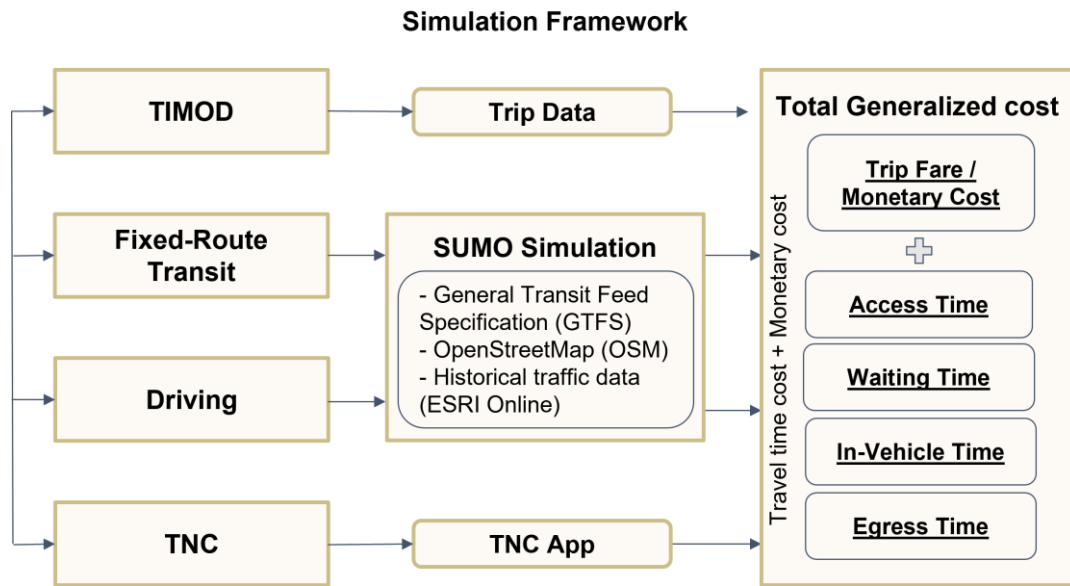 Simulation Framework
TIMOD
Trip Data
Fixed-Route
Transit
SUMO Simulation
- General Transit Feed
Specification (GTFS)
- OpenStreetMap (OSM)
- Historical traffic data
(ESRI Online)
Driving
TNC
TNC App
Total Generalized cost
Travel time cost + Monetary cost
Trip Fare /
Monetary Cost
Access Time
Waiting Time
In-Vehicle Time
Egress Time